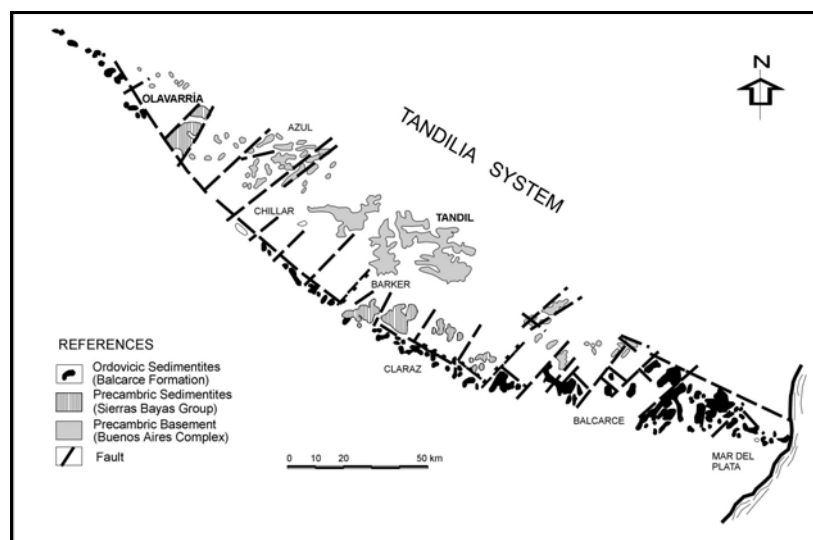 N
OLAVARRÍA
AZUL
TANDILIA SYSTEM
CHILLAR
TANDIL
BARKER
REFERENCES
Ordovicic Sedimentites
(Balcarce Formation)
Precambric Sedimentites
(Sierras Bayas Group)
Precambric Basement
(Buenos Aires Complex)
Fault
CLARAZ
BALCARCE
MAR DEL
PLATA
0 10 20 50 km